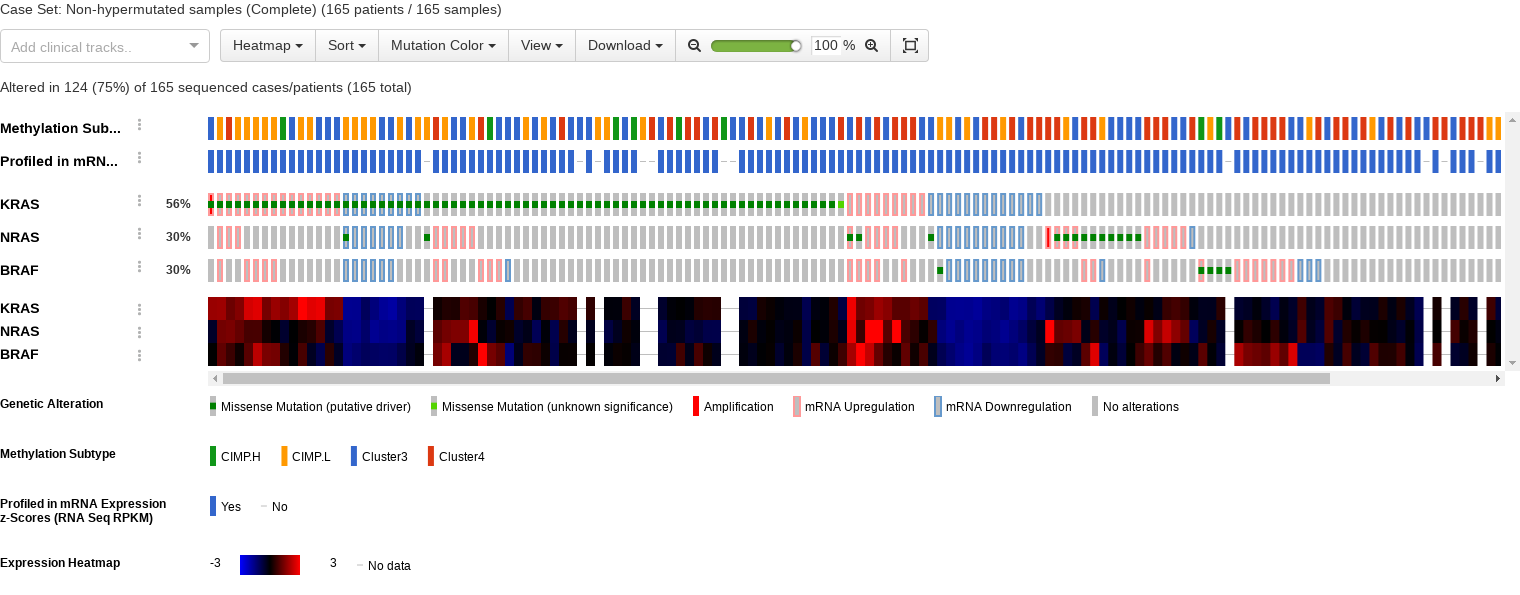 Case Set: Non-hypermutated samples (Complete) (165 patients / 165 samples)
Add clinical tracks..
Heatmap Sort Mutation Color View Download 100 %
Altered in 124 (75%) of 165 sequenced cases/patients (165 total)
Methylation Sub...
Profiled in mRN...
KRAS 56%
NRAS 30%
BRAF 30%
KRAS
NRAS
BRAF
Genetic Alteration Missense Mutation (putative driver) Missense Mutation (unknown significance) Amplification mRNA Upregulation mRNA Downregulation No alterations
Methylation Subtype CIMP.H CIMP.L Cluster3 Cluster4
Profiled in mRNA Expression
z-Scores (RNA Seq RPKM) Yes No
Expression Heatmap -3 3 No data